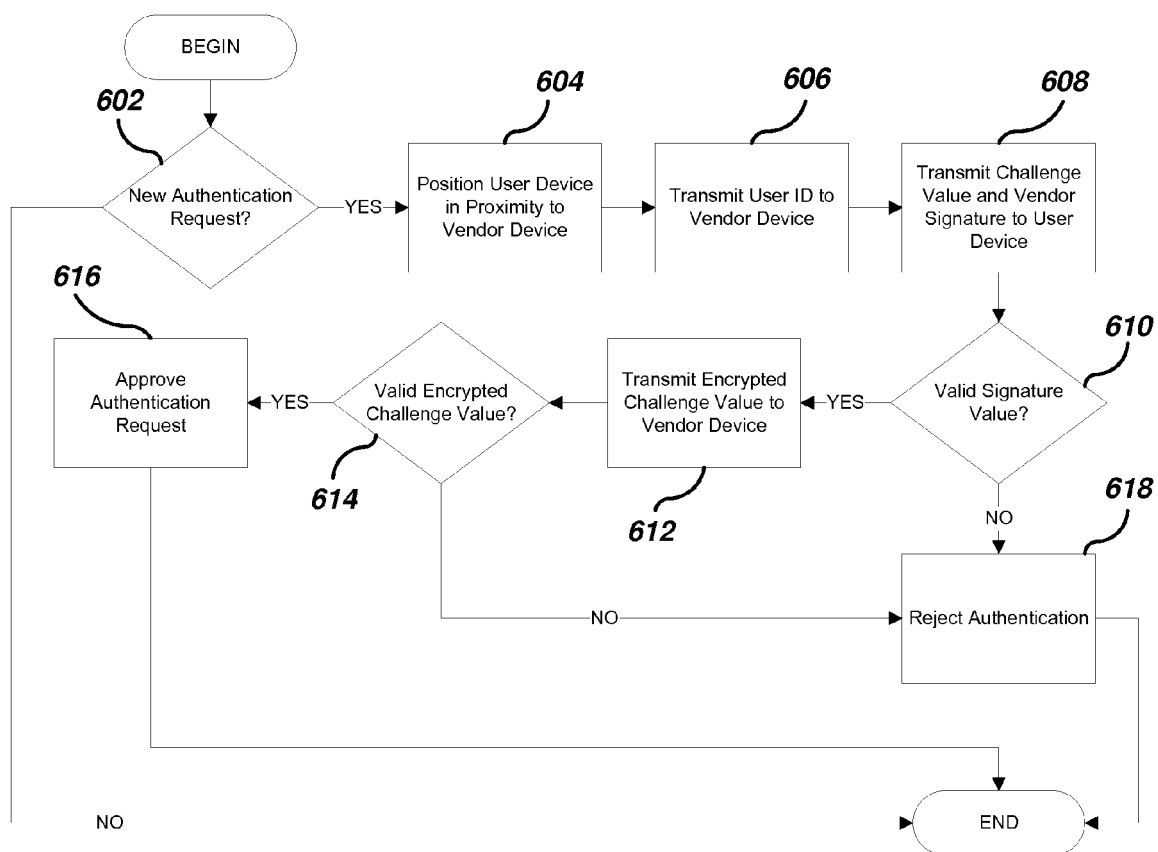 BEGIN
602
New Authentication
Request?
YES
604
Position User Device
in Proximity to
Vendor Device
606
Transmit User ID to
Vendor Device
608
Transmit Challenge
Value and Vendor
Signature to User
Device
610
Valid Signature
Value?
YES
612
Transmit Encrypted
Challenge Value to
Vendor Device
614
Valid Encrypted
Challenge Value?
YES
616
Approve
Authentication
Request
NO
618
Reject Authentication
NO
NO
END